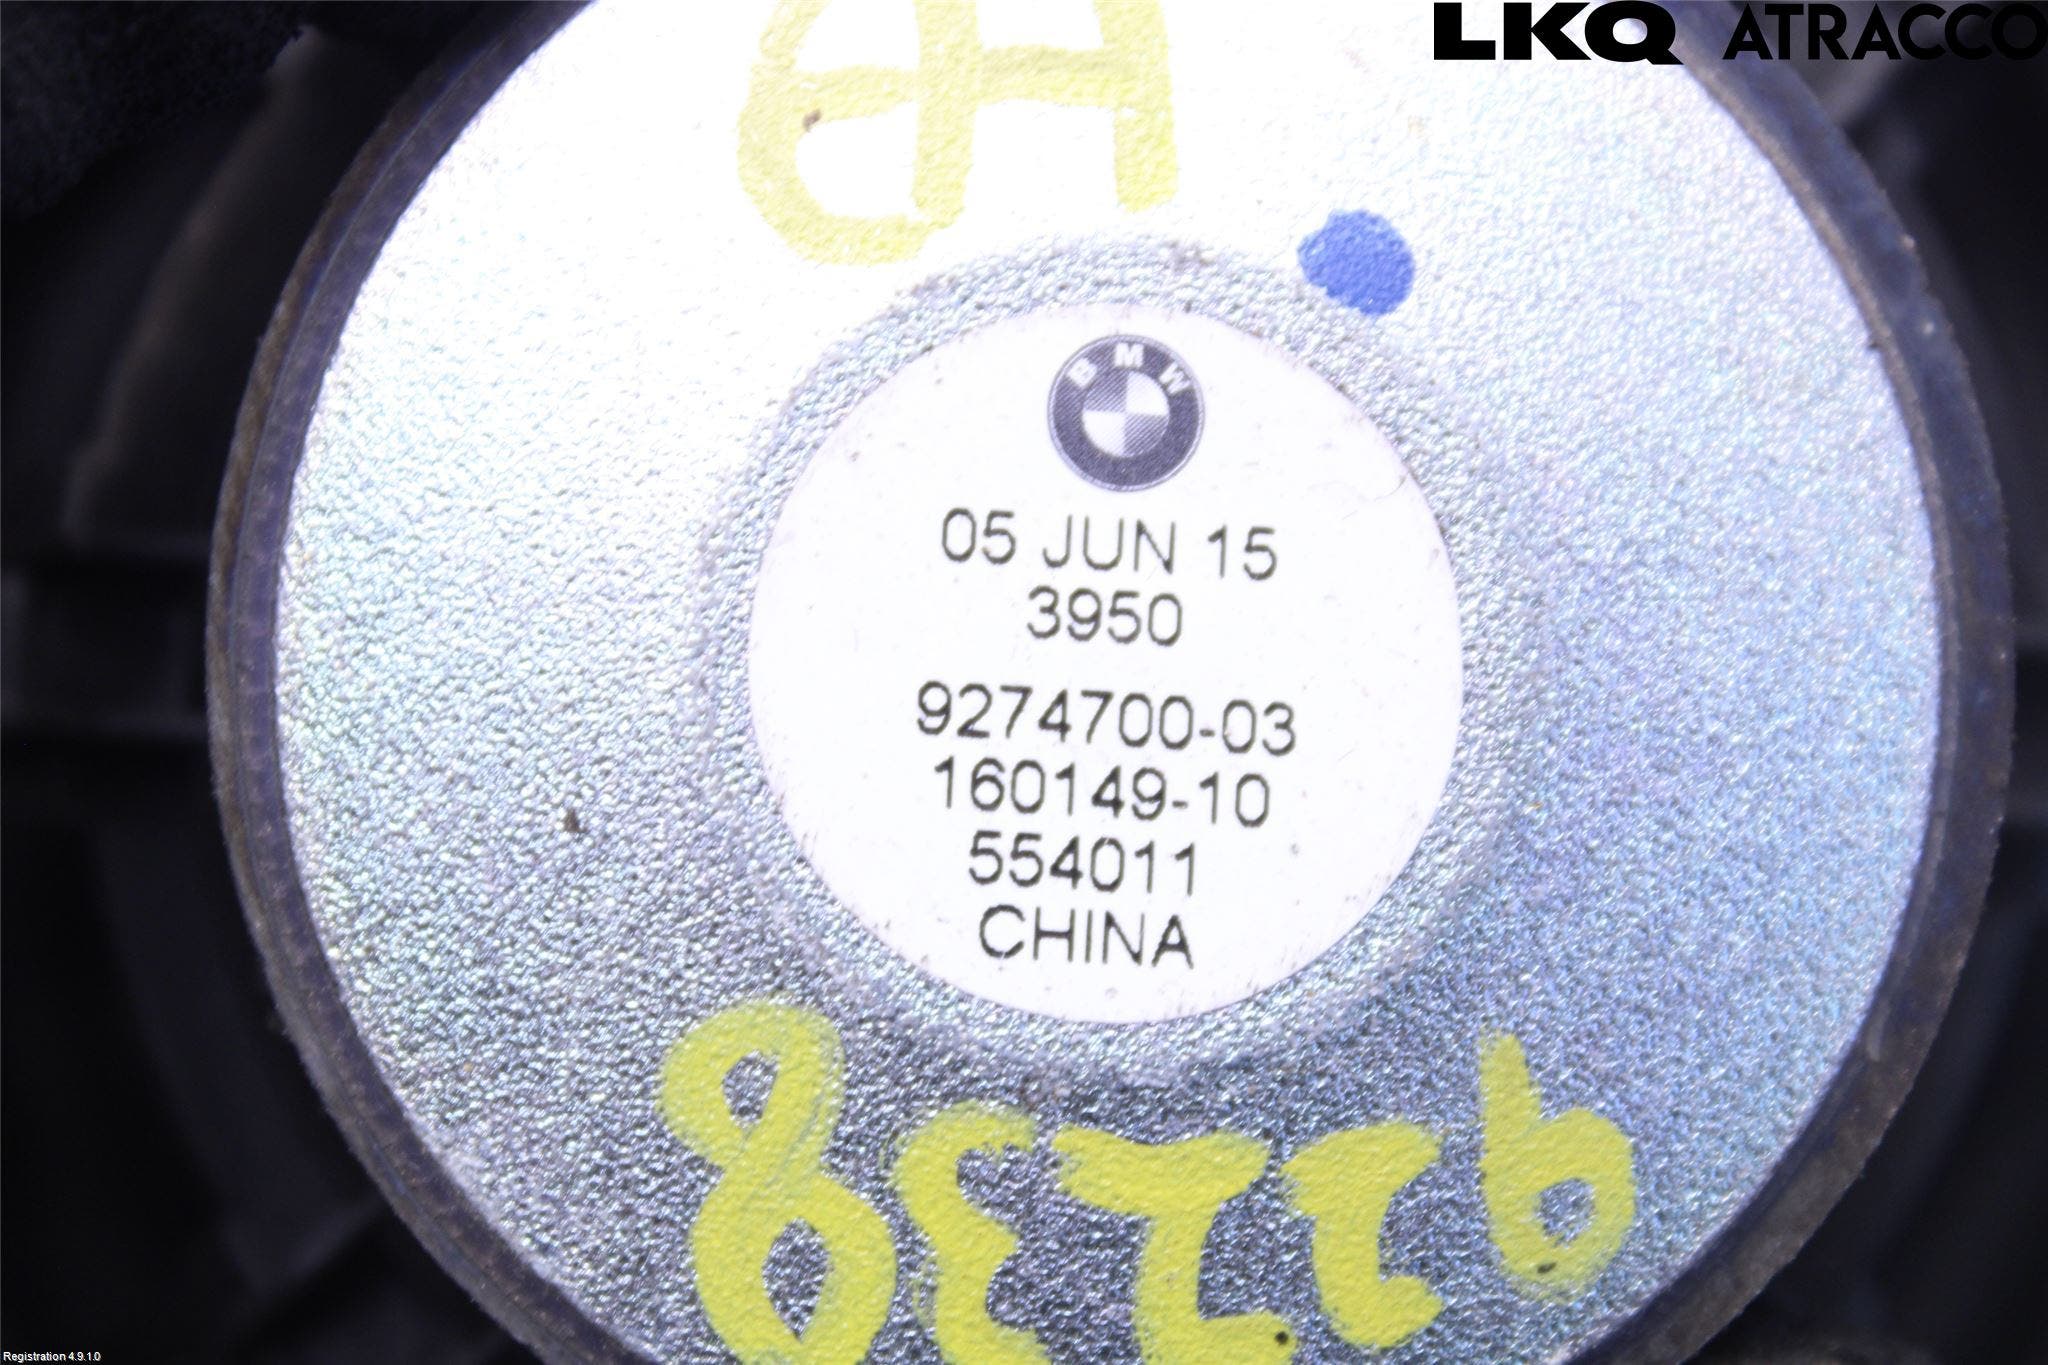 LKQ ATRACCO
BMW
05 JUN 15
3950
9274700-03
160149-10
554011
CHINA
Registration 4.9.1.0